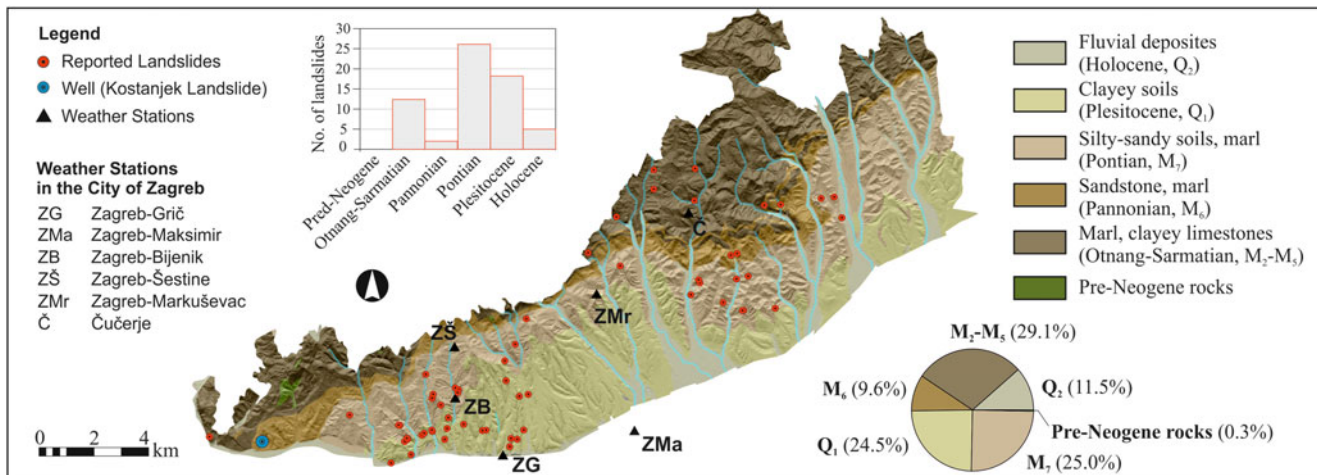 Legend
Reported Landslides
Well (Kostanjek Landslide)
Weather Stations
Weather Stations
in the City of Zagreb
ZG Zagreb-Grič
ZMa Zagreb-Maksimir
ZB Zagreb-Bijenik
ZŠ Zagreb-Šestine
ZMr Zagreb-Markuševac
Č Čučerje
0 2 4
km
No. of landslides
30
25
20
15
10
5
0
Pred-Neogene
Otnang-Sarmatian
Pannonian
Pontian
Plesitocene
Holocene
Č
ZMr
ZŠ
ZB
ZG
ZMa
Fluvial deposites
(Holocene, Q₂)
Clayey soils
(Plesitocene, Q₁)
Silty-sandy soils, marl
(Pontian, M₇)
Sandstone, marl
(Pannonian, M₆)
Marl, clayey limestones
(Otnang-Sarmatian, M₂-M₅)
Pre-Neogene rocks
M₂-M₅ (29.1%)
M₆ (9.6%)
Q₂ (11.5%)
Pre-Neogene rocks (0.3%)
Q₁ (24.5%)
M₇ (25.0%)